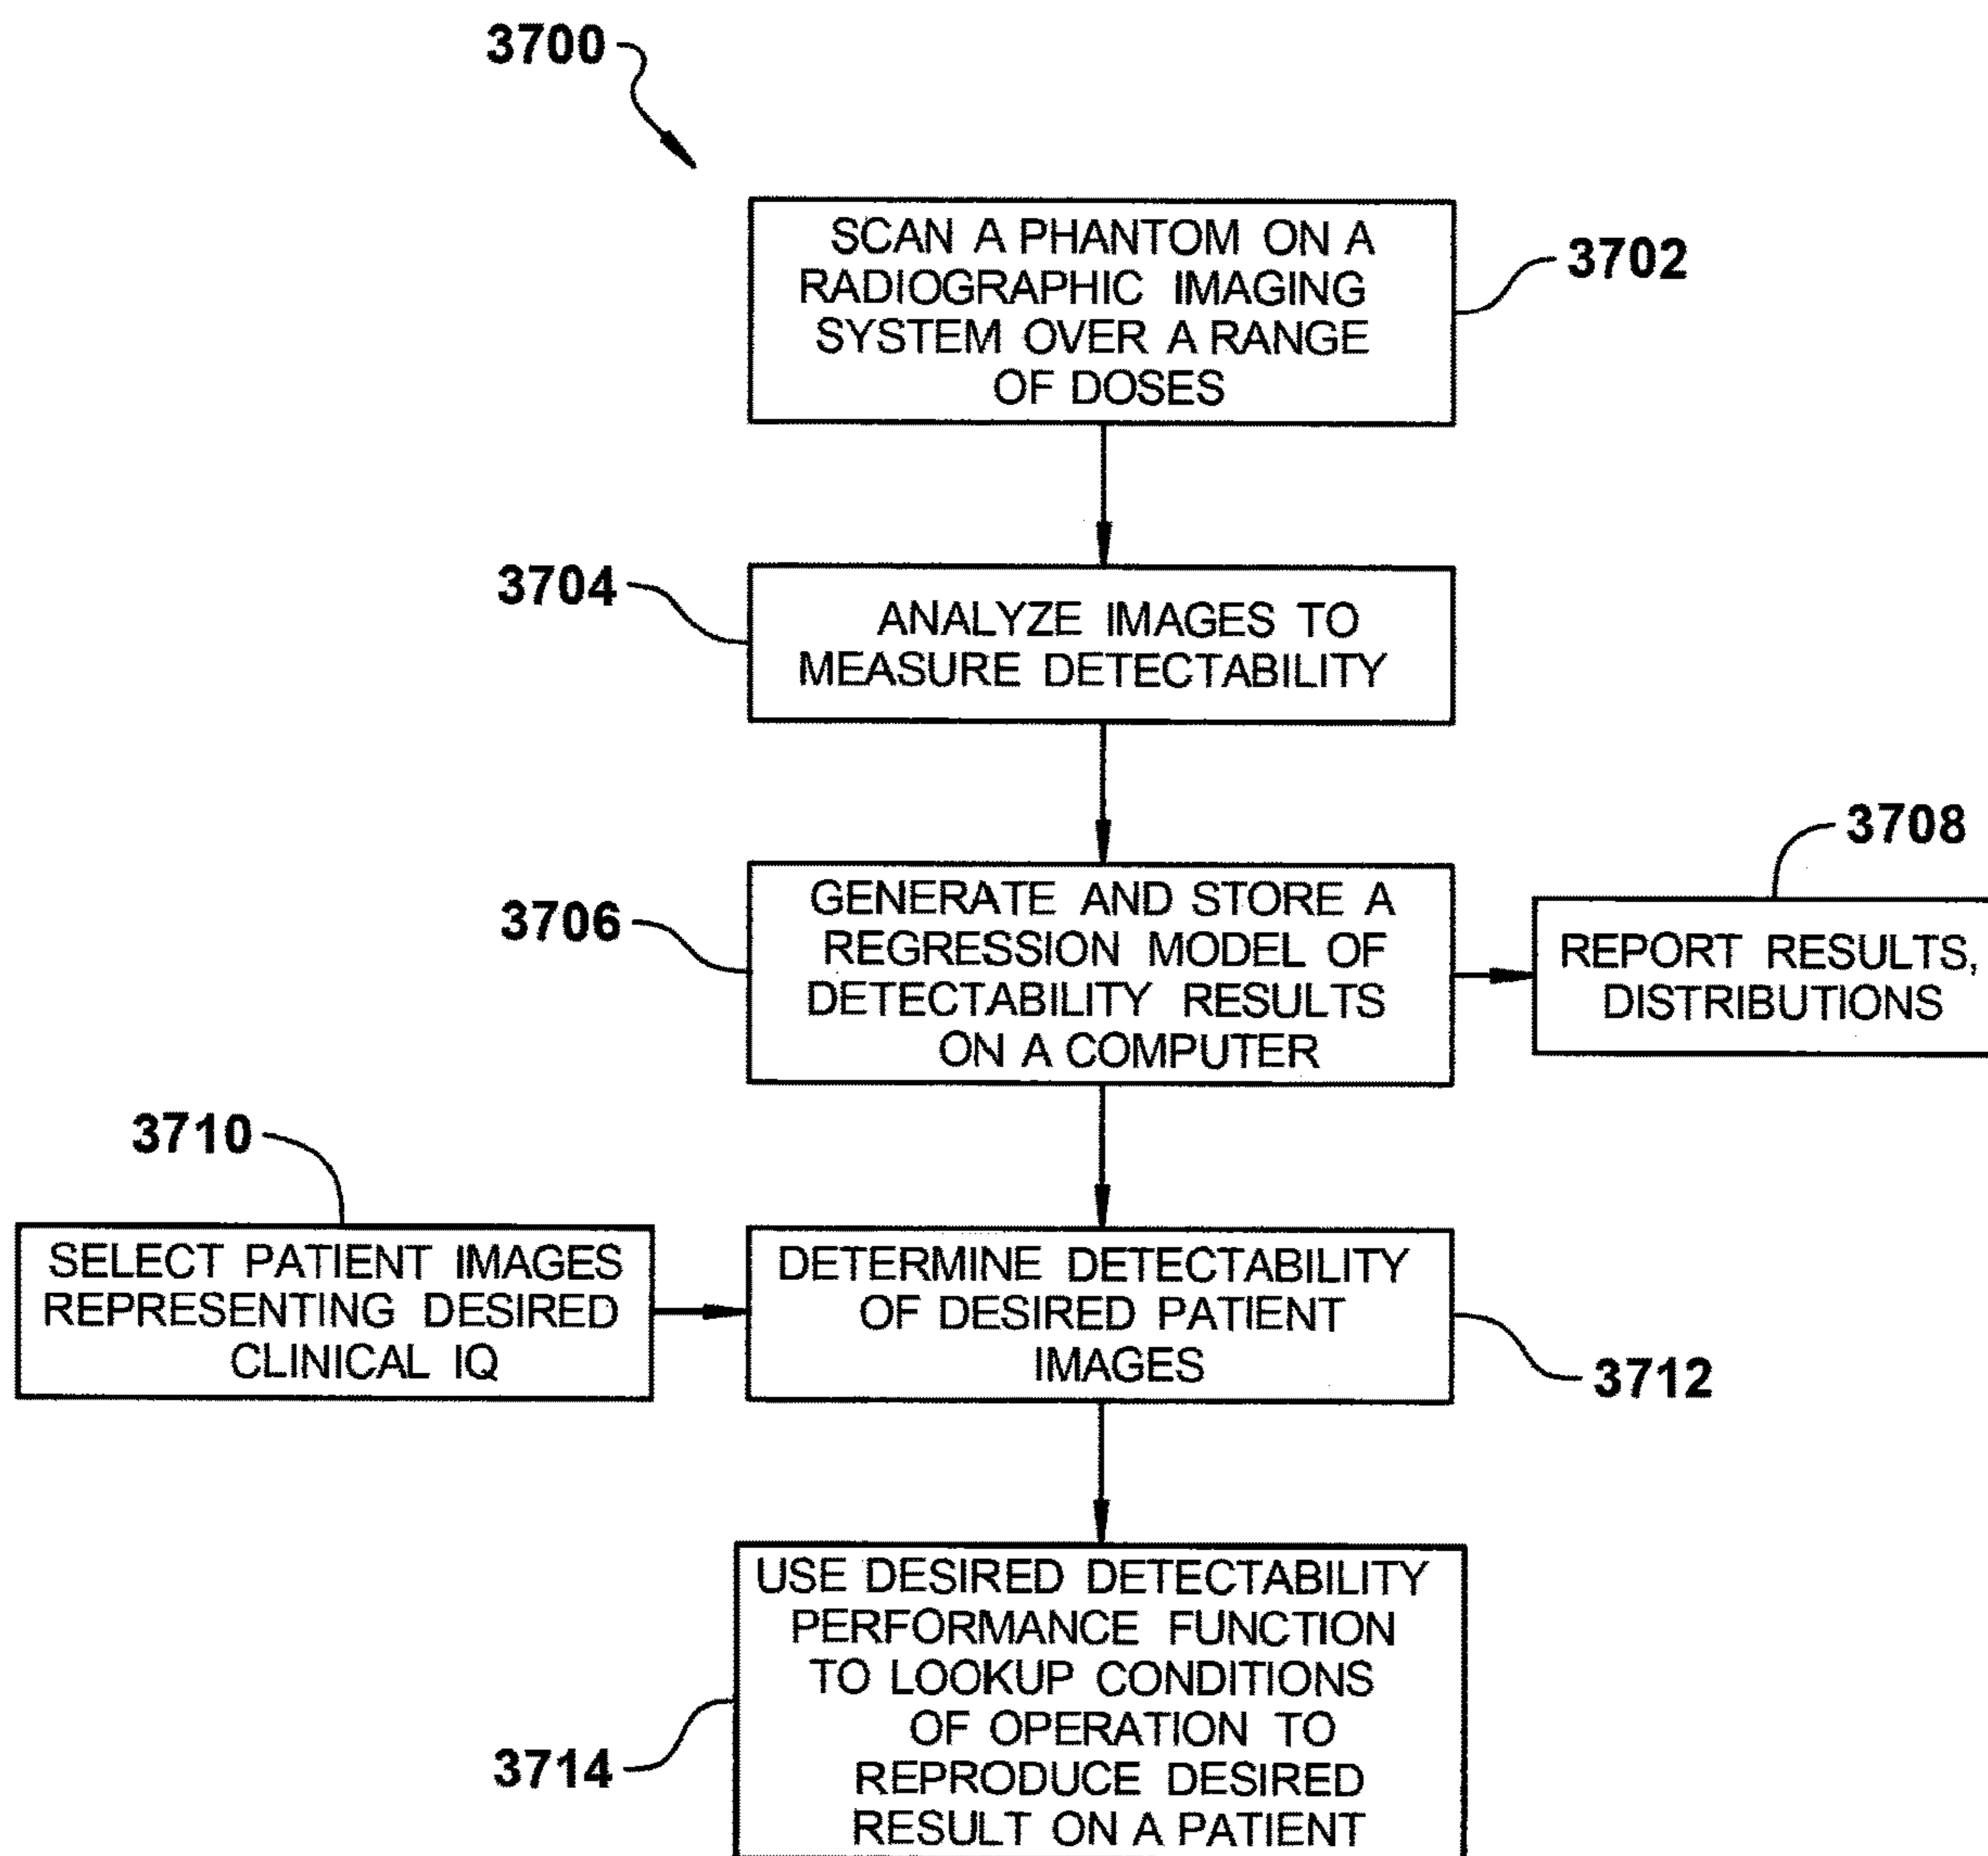 3700
SCAN A PHANTOM ON A
RADIOGRAPHIC IMAGING
SYSTEM OVER A RANGE
OF DOSES
3702
3704
ANALYZE IMAGES TO
MEASURE DETECTABILITY
3706
GENERATE AND STORE A
REGRESSION MODEL OF
DETECTABILITY RESULTS
ON A COMPUTER
3708
REPORT RESULTS,
DISTRIBUTIONS
3710
SELECT PATIENT IMAGES
REPRESENTING DESIRED
CLINICAL IQ
DETERMINE DETECTABILITY
OF DESIRED PATIENT
IMAGES
3712
USE DESIRED DETECTABILITY
PERFORMANCE FUNCTION
TO LOOKUP CONDITIONS
OF OPERATION TO
REPRODUCE DESIRED
RESULT ON A PATIENT
3714